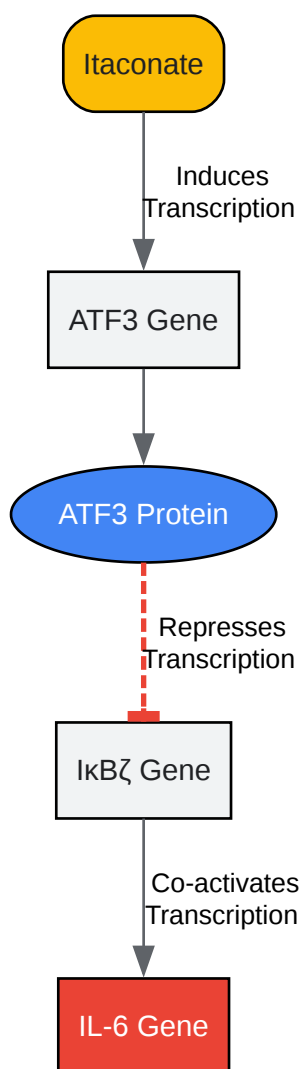 Itaconate
Induces
Transcription
ATF3 Gene
ATF3 Protein
Represses
Transcription
IκBζ Gene
Co-activates
Transcription
IL-6 Gene